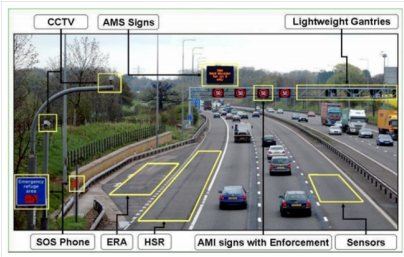 CCTV
AMS Signs
Lightweight Gantries
Emergency
refuge
area
SOS Phone
ERA
HSR
AMI signs with Enforcement
Sensors